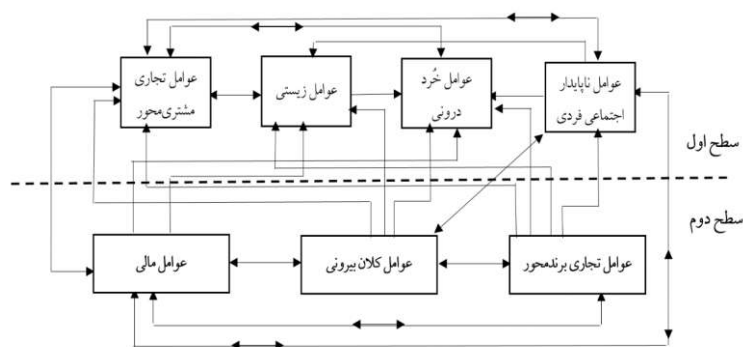 عوامل ناپایدار
اجتماعی فردی
عوامل خُرد
درونی
عوامل زیستی
عوامل تجاری
مشتری‌محور
سطح اول
سطح دوم
عوامل تجاری برندمحور
عوامل کلان بیرونی
عوامل مالی